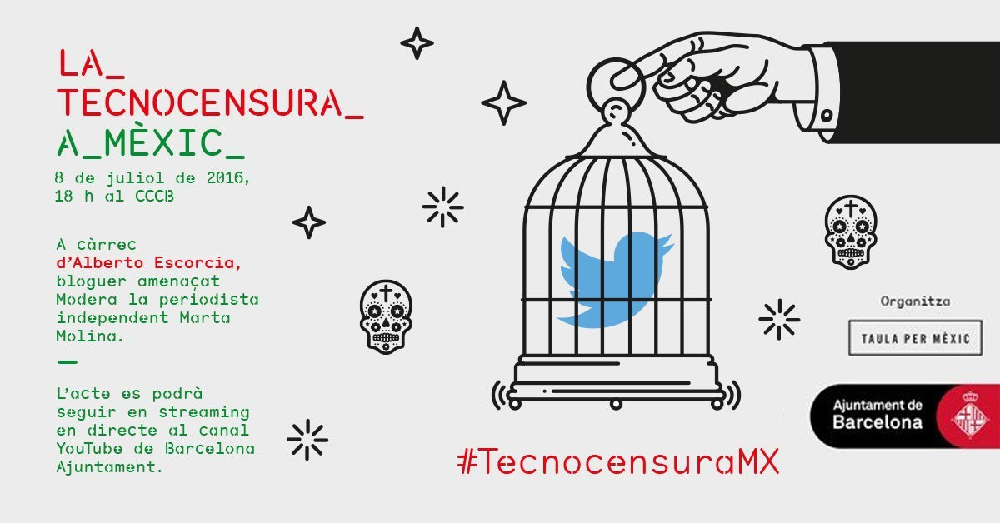 LA_
TECNOCENSURA_
A_MÈXIC_
8 de juliol de 2016,
18 h al CCCB
A càrrec
d'Alberto Escorcia,
bloguer amenaçat
Modera la periodista
independent Marta
Molina.
L'acte es podrà
seguir en streaming
en directe al canal
YouTube de Barcelona
Ajuntament.
#TecnocensuraMX
Organitza
TAULA PER MÈXIC
Ajuntament de
Barcelona